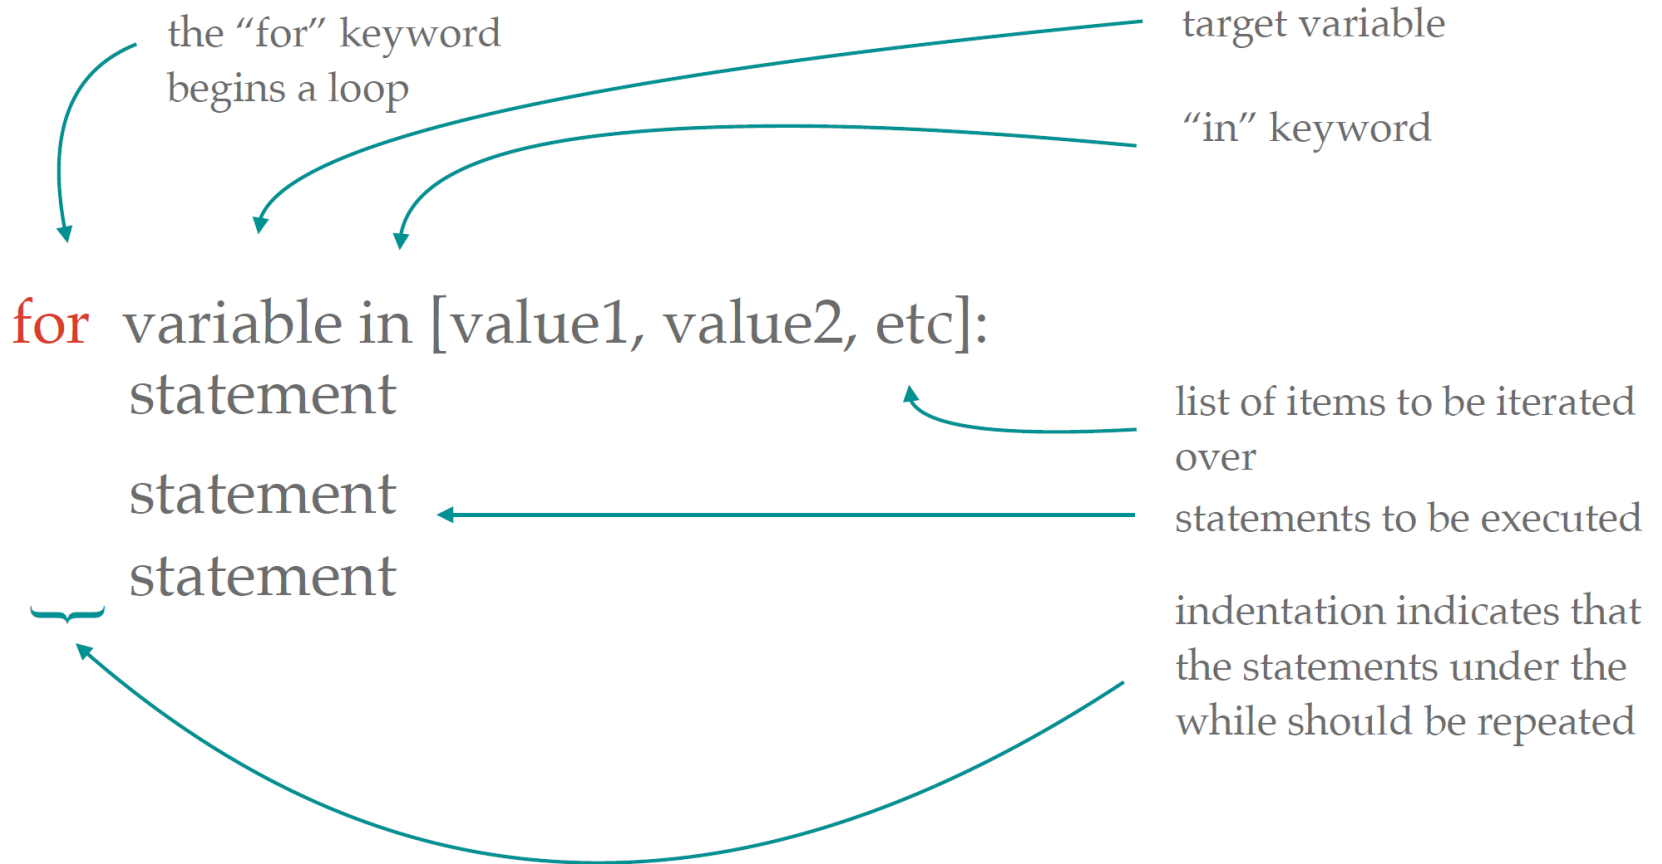 the “for” keyword
begins a loop
target variable
“in” keyword
for variable in [value1, value2, etc]:
statement
statement
statement
list of items to be iterated
over
statements to be executed
indentation indicates that
the statements under the
while should be repeated